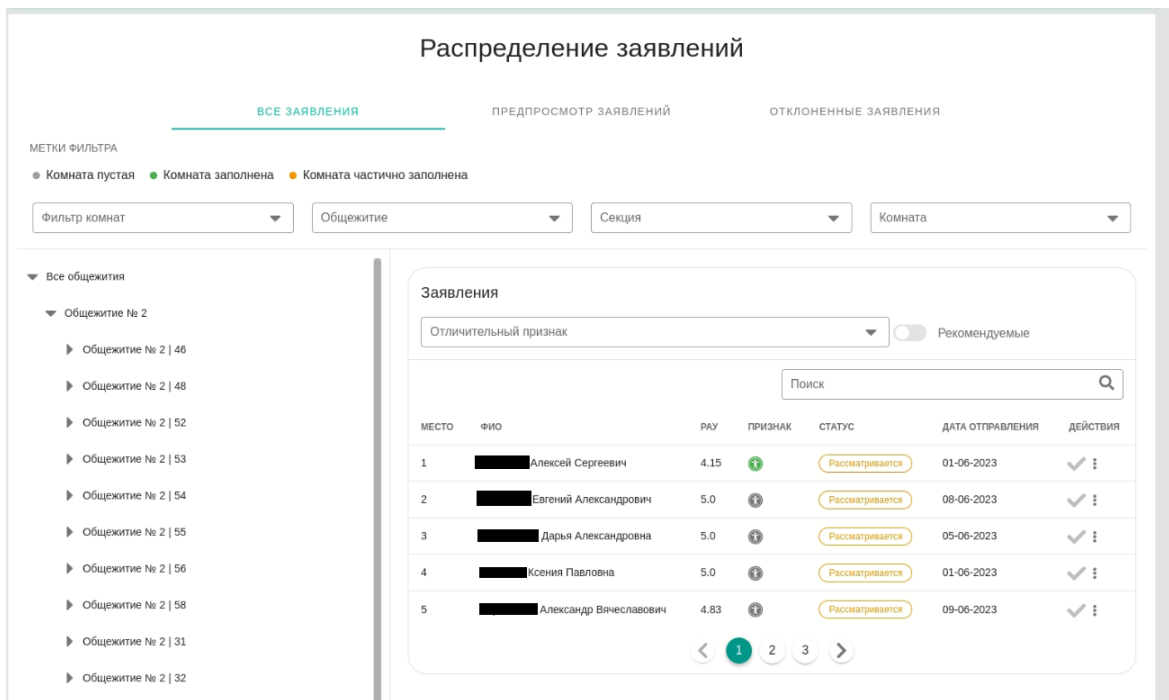 Распределение заявлений
ВСЕ ЗАЯВЛЕНИЯ ПРЕДПРОСМОТР ЗАЯВЛЕНИЙ ОТКЛОНЕННЫЕ ЗАЯВЛЕНИЯ
МЕТКИ ФИЛЬТРА
Комната пустая Комната заполнена Комната частично заполнена
Фильтр комнат Общежитие Секция Комната
Все общежития
Общежитие № 2
Общежитие № 2 | 46
Общежитие № 2 | 48
Общежитие № 2 | 52
Общежитие № 2 | 53
Общежитие № 2 | 54
Общежитие № 2 | 55
Общежитие № 2 | 56
Общежитие № 2 | 58
Общежитие № 2 | 31
Общежитие № 2 | 32
Заявления
Отличительный признак Рекомендуемые
Поиск
МЕСТО ФИО РАУ ПРИЗНАК СТАТУС ДАТА ОТПРАВЛЕНИЯ ДЕЙСТВИЯ
1 Алексей Сергеевич 4.15 Рассматривается 01-06-2023
2 Евгений Александрович 5.0 Рассматривается 08-06-2023
3 Дарья Александровна 5.0 Рассматривается 05-06-2023
4 Ксения Павловна 5.0 Рассматривается 01-06-2023
5 Александр Вячеславович 4.83 Рассматривается 09-06-2023
1 2 3